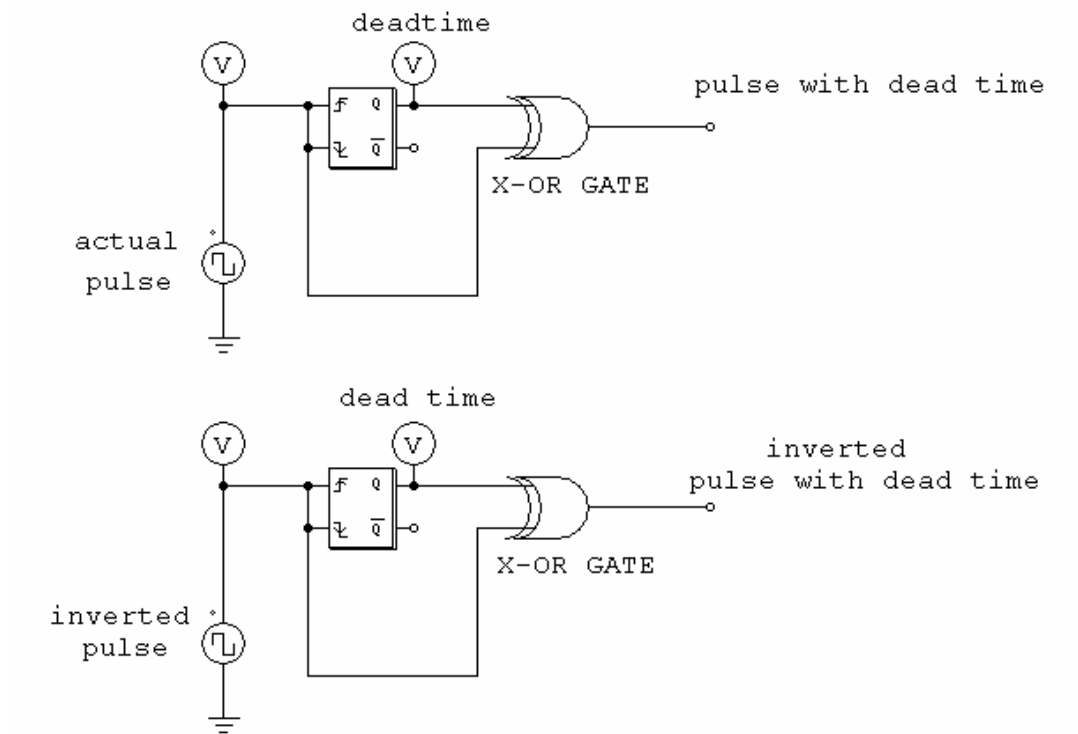 deadtime
V
V
pulse with dead time
Q
Q
X-OR GATE
actual
pulse
dead time
V
V
inverted
pulse with dead time
Q
Q
X-OR GATE
inverted
pulse